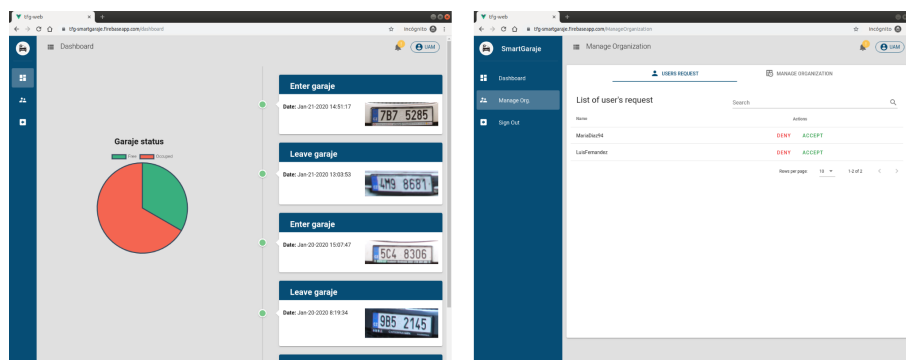 tfg-web
Incógnito
tfg-smartgaraje.firebaseapp.com/dashboard
Dashboard
UAM
Garaje status
Free Occuped
Enter garaje
Date: Jan-21-2020 14:51:17
7B7 5285
Leave garaje
Date: Jan-21-2020 13:03:53
4M9 8681
Enter garaje
Date: Jan-20-2020 15:07:47
5C4 8306
Leave garaje
Date: Jan-20-2020 8:19:34
9B5 2145
tfg-web
Incógnito
tfg-smartgaraje.firebaseapp.com/ManageOrganization
SmartGaraje
Manage Organization
UAM
Dashboard
Manage Org.
Sign Out
USERS REQUEST
MANAGE ORGANIZATION
List of user's request
Search
Name
Actions
MariaDiaz94
DENY ACCEPT
LuisFernandez
DENY ACCEPT
Rows per page: 10 1-2 of 2